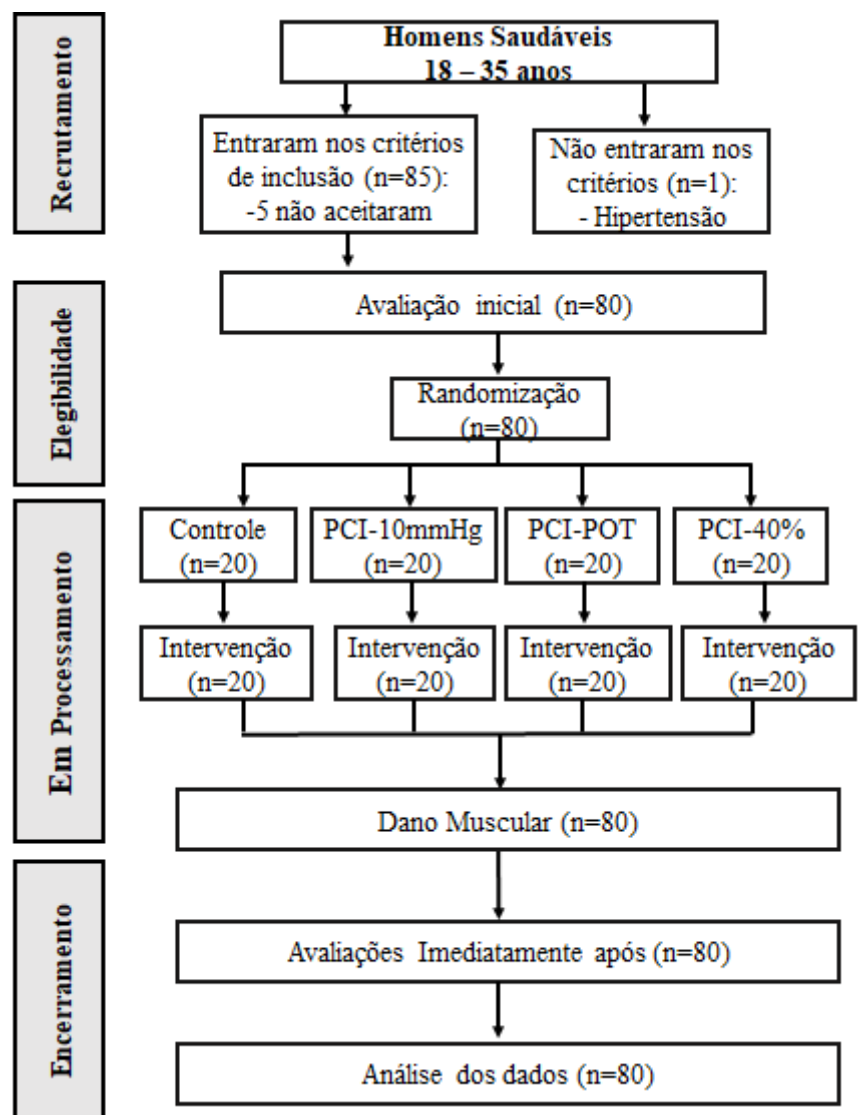 Recrutamento
Homens Saudáveis
18 – 35 anos
Entraram nos critérios
de inclusão (n=85):
-5 não aceitaram
Não entraram nos
critérios (n=1):
- Hipertensão
Elegibilidade
Avaliação inicial (n=80)
Randomização
(n=80)
Em Processamento
Controle
(n=20)
PCI-10mmHg
(n=20)
PCI-POT
(n=20)
PCI-40%
(n=20)
Intervenção
(n=20)
Intervenção
(n=20)
Intervenção
(n=20)
Intervenção
(n=20)
Dano Muscular (n=80)
Encerramento
Avaliações Imediatamente após (n=80)
Análise dos dados (n=80)